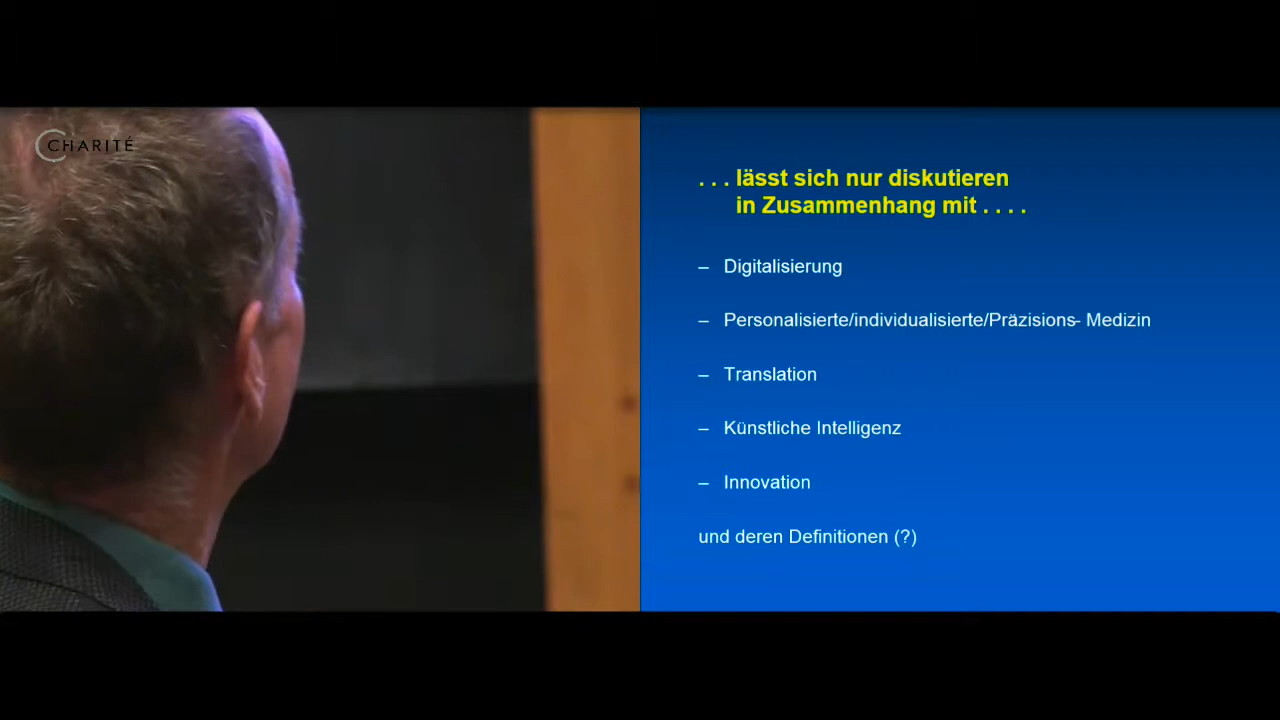 CHARITÉ
. . . lässt sich nur diskutieren
in Zusammenhang mit . . . .
– Digitalisierung
– Personalisierte/individualisierte/Präzisions- Medizin
– Translation
– Künstliche Intelligenz
– Innovation
und deren Definitionen (?)